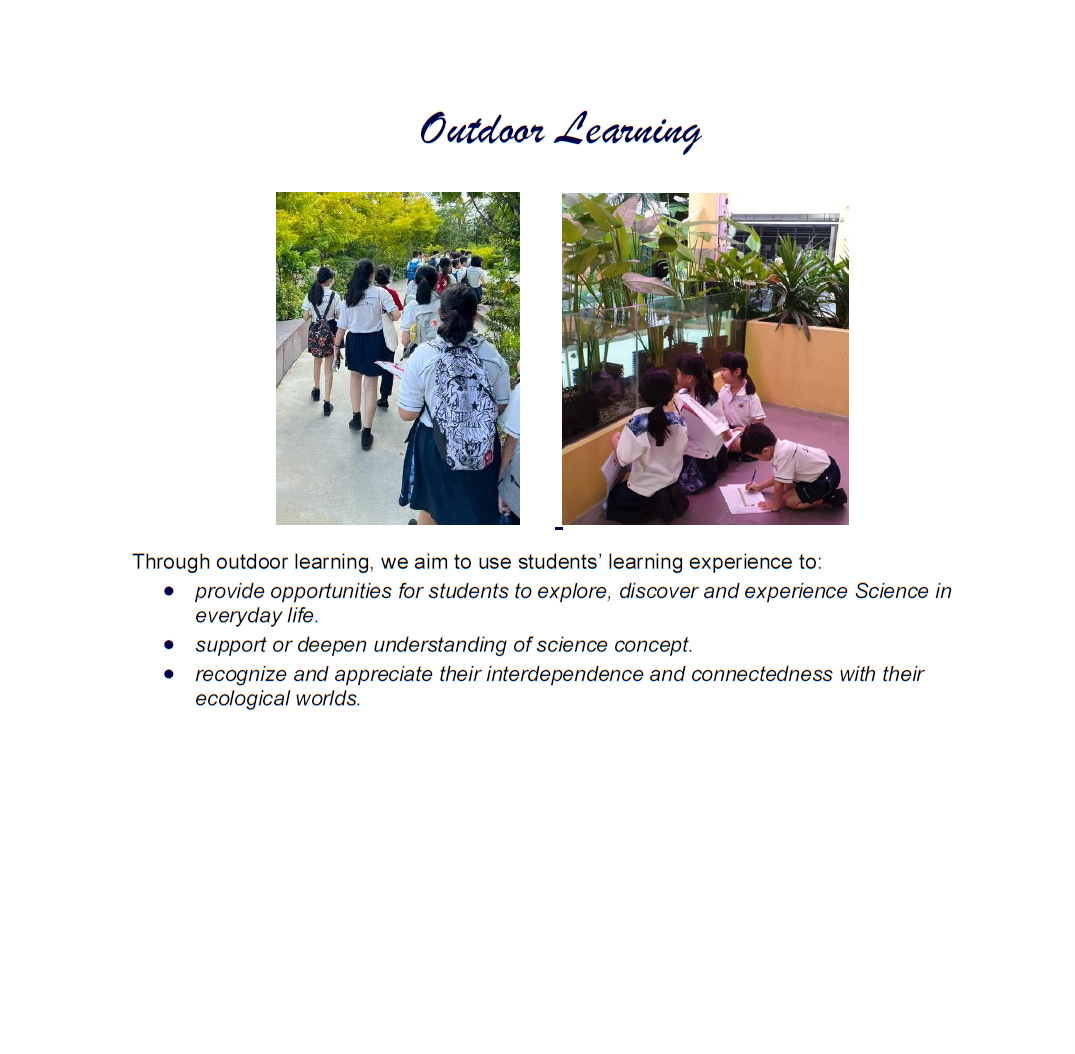 Outdoor Learning
Through outdoor learning, we aim to use students’ learning experience to:
● provide opportunities for students to explore, discover and experience Science in
everyday life.
● support or deepen understanding of science concept.
● recognize and appreciate their interdependence and connectedness with their
ecological worlds.